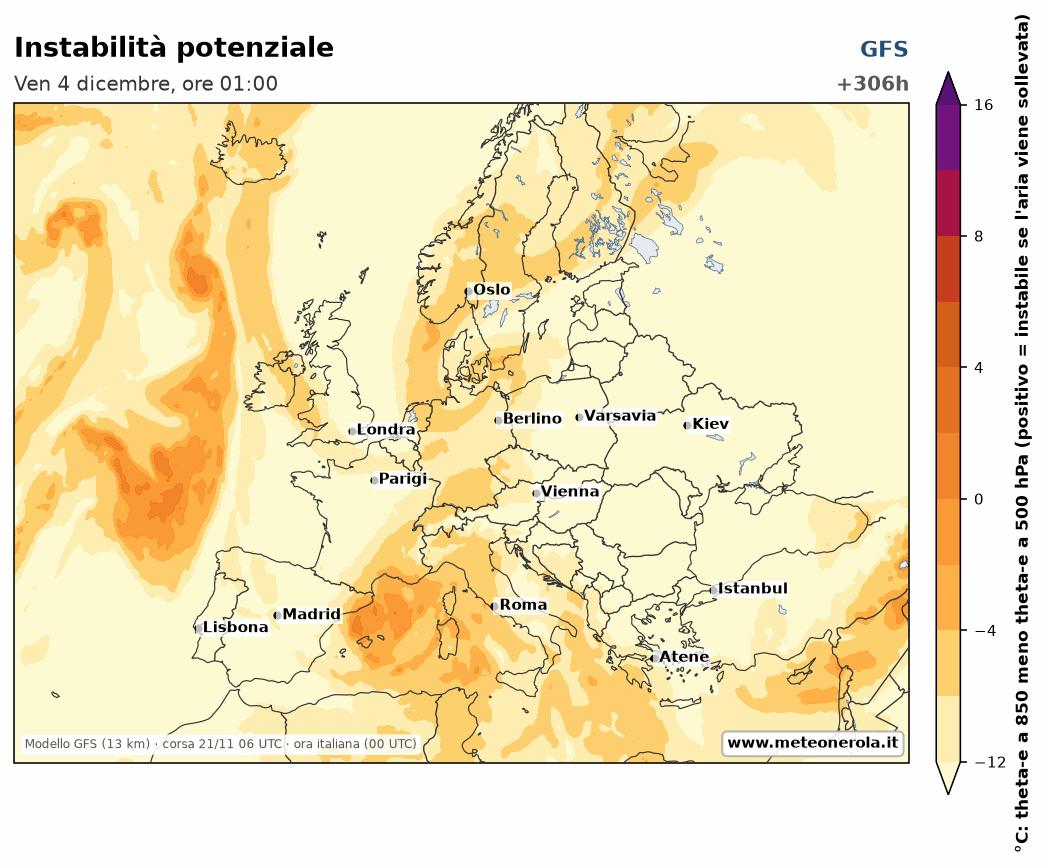 Instabilità potenziale
GFS
Ven 4 dicembre, ore 01:00
+306h
Oslo
Londra
Berlino
Varsavia
Kiev
Parigi
Vienna
Istanbul
Roma
Madrid
Lisbona
Atene
Modello GFS (13 km) · corsa 21/11 06 UTC · ora italiana (00 UTC)
www.meteonerola.it
16
8
4
0
−4
−12
°C: theta-e a 850 meno theta-e a 500 hPa (positivo = instabile se l'aria viene sollevata)